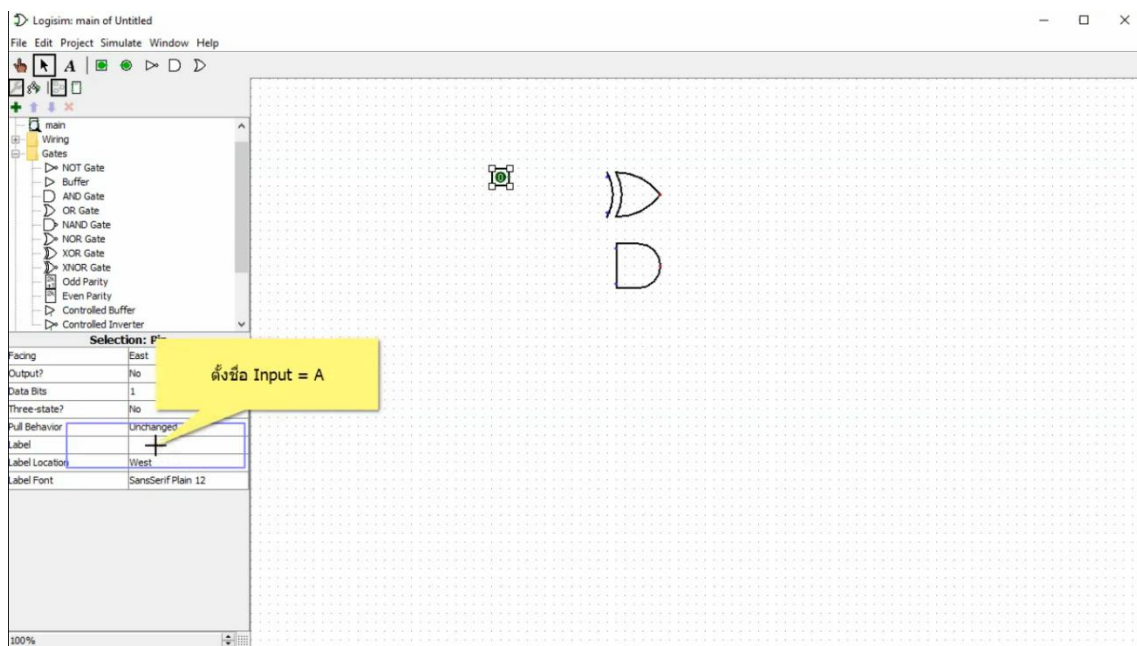 Logisim: main of Untitled
File Edit Project Simulate Window Help
A
main
Wiring
Gates
NOT Gate
Buffer
AND Gate
OR Gate
NAND Gate
NOR Gate
XOR Gate
XNOR Gate
Odd Parity
Even Parity
Controlled Buffer
Controlled Inverter
Selection:
Facing East
Output? No
Data Bits 1
Three-state? No
Pull Behavior Unchanged
Label
Label Location West
Label Font SansSerif Plain 12
ตั้งชื่อ Input = A
100%